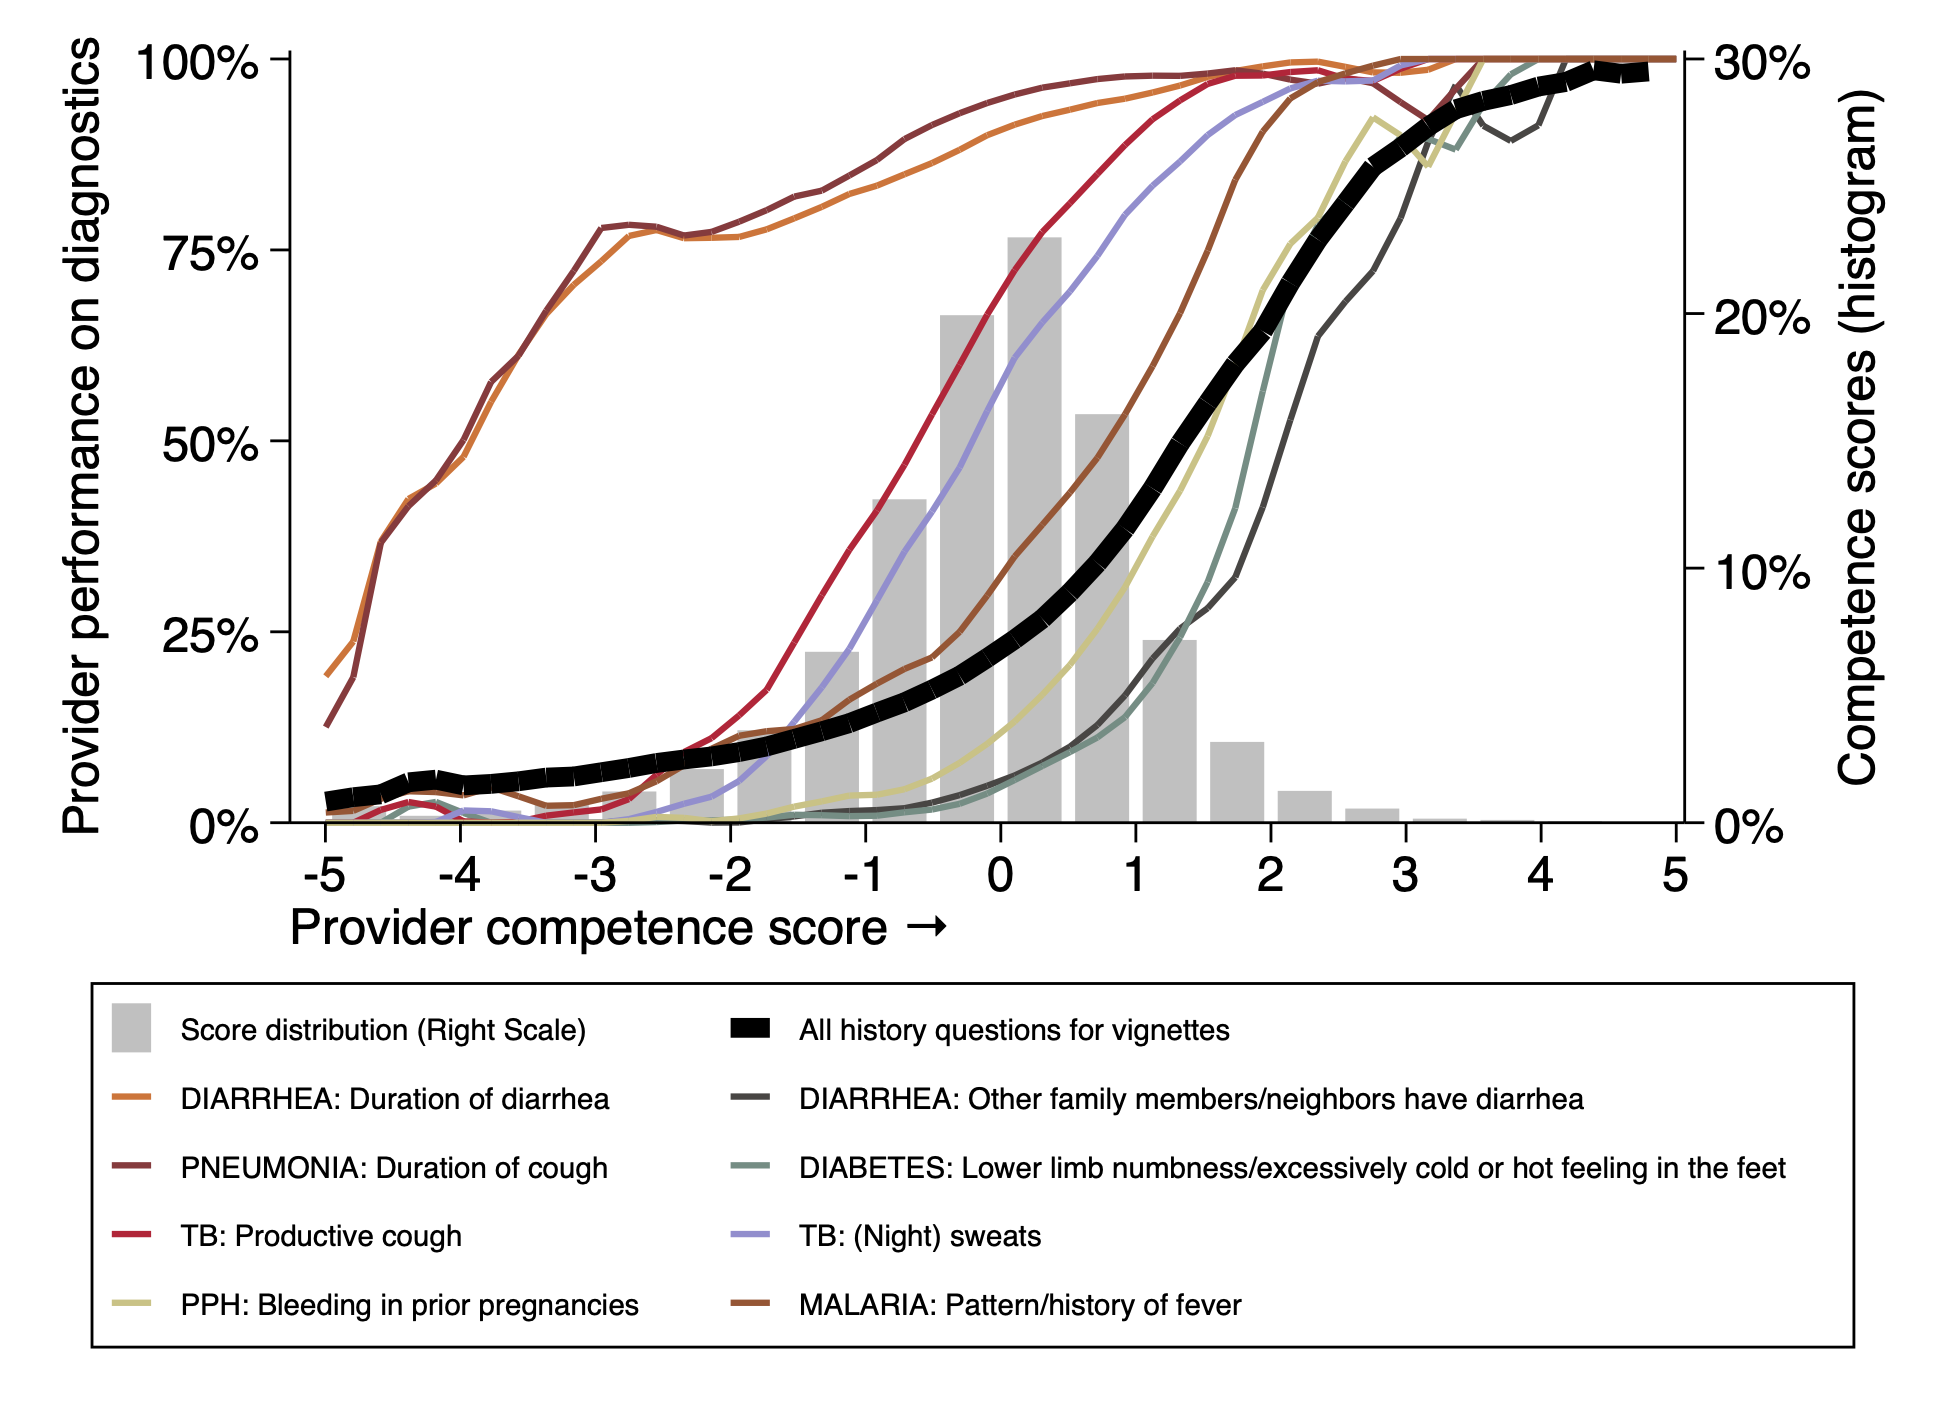 Provider performance on diagnostics
100%
75%
50%
25%
0%
30%
20%
10%
0%
Competence scores (histogram)
-5 -4 -3 -2 -1 0 1 2 3 4 5
Provider competence score →
Score distribution (Right Scale)
All history questions for vignettes
DIARRHEA: Duration of diarrhea
DIARRHEA: Other family members/neighbors have diarrhea
PNEUMONIA: Duration of cough
DIABETES: Lower limb numbness/excessively cold or hot feeling in the feet
TB: Productive cough
TB: (Night) sweats
PPH: Bleeding in prior pregnancies
MALARIA: Pattern/history of fever